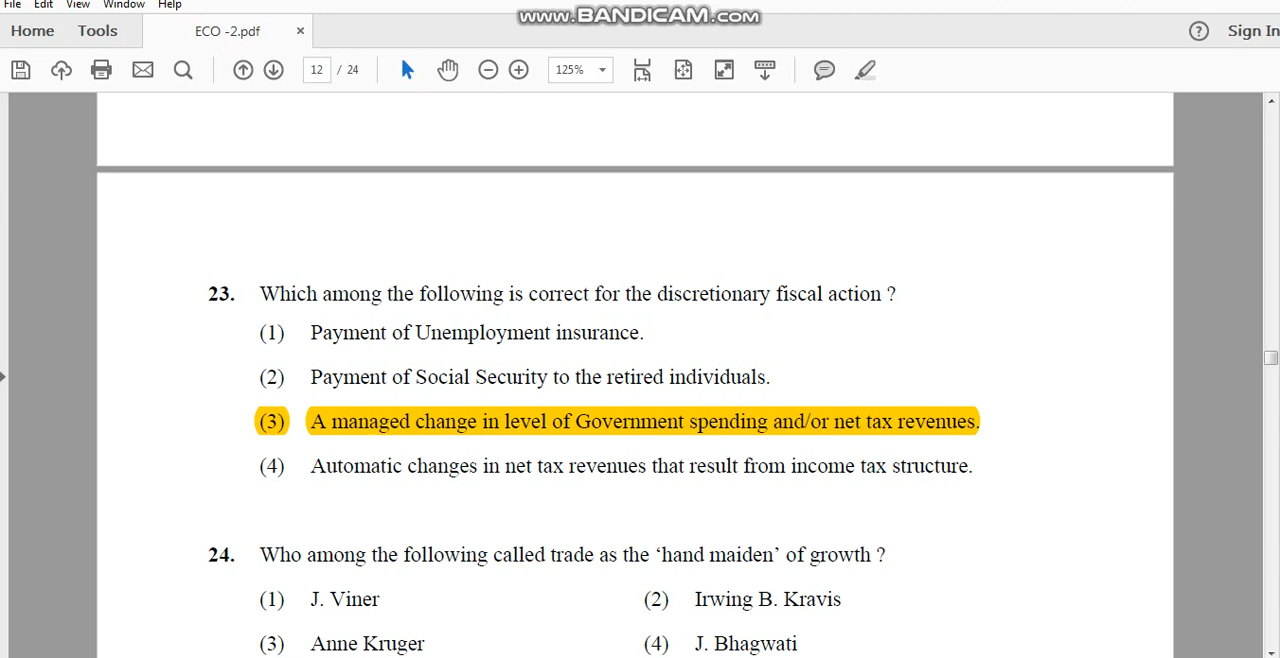 File Edit View Window Help
www.BANDICAM.com
Home Tools ECO -2.pdf × ? Sign In
12 / 24 125%
23. Which among the following is correct for the discretionary fiscal action ?
(1) Payment of Unemployment insurance.
(2) Payment of Social Security to the retired individuals.
(3) A managed change in level of Government spending and/or net tax revenues.
(4) Automatic changes in net tax revenues that result from income tax structure.
24. Who among the following called trade as the ‘hand maiden’ of growth ?
(1) J. Viner (2) Irwing B. Kravis
(3) Anne Kruger (4) J. Bhagwati